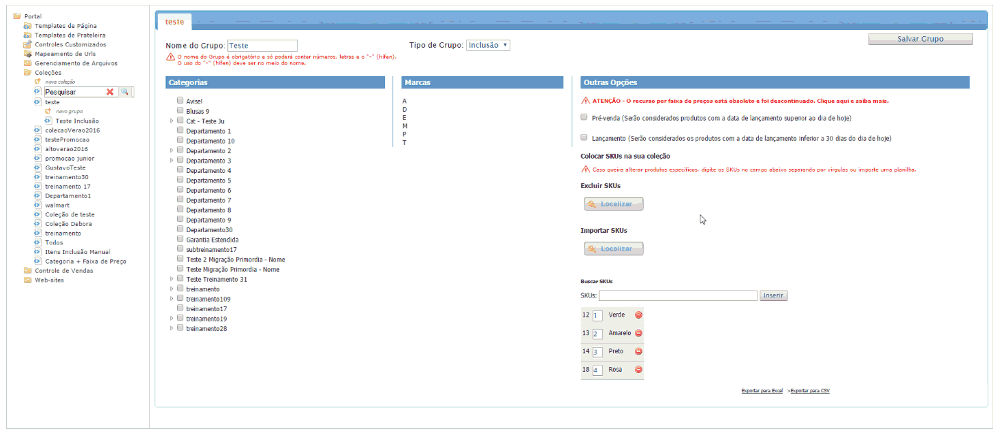 Portal
Templates de Página
Templates de Prateleira
Controles Customizados
Mapeamento de Urls
Gerenciamento de Arquivos
Coleções
nova coleção
Pesquisar
teste
novo grupo
Teste Inclusão
colecaoVerao2016
testePromocao
altoverao2016
promocao junior
GustavoTeste
treinamento30
treinamento 17
Departamento1
walmart
Coleção de teste
Coleção Debora
treinamento
Todos
Itens Inclusão Manual
Categoria + Faixa de Preço
Controle de Vendas
Web-sites
teste
Nome do Grupo: Teste
Tipo de Grupo: Inclusão
Salvar Grupo
O nome do Grupo é obrigatório e só poderá conter números, letras e o "-" (hífen).
O uso do "-" (hífen) deve ser no meio do nome.
Categorias
Avise!
Blusas 9
Cat - Teste Ju
Departamento 1
Departamento 10
Departamento 2
Departamento 3
Departamento 4
Departamento 5
Departamento 6
Departamento 7
Departamento 8
Departamento 9
Departamento30
Garantia Estendida
subtreinamento17
Teste 2 Migração Primordia - Nome
Teste Migração Primordia - Nome
Teste Treinamento 31
treinamento
treinamento109
treinamento17
treinamento19
treinamento28
Marcas
A
D
E
M
P
T
Outras Opções
ATENÇÃO - O recurso por faixa de preços está obsoleto e foi descontinuado. Clique aqui e saiba mais.
Pré-venda (Serão considerados produtos com a data de lançamento superior ao dia de hoje)
Lançamento (Serão considerados os produtos com a data de lançamento inferior a 30 dias do dia de hoje)
Colocar SKUs na sua coleção
Caso queira alterar produtos específicos, digite os SKUs no campo abaixo separando por vírgulas ou importe uma planilha.
Excluir SKUs
Localizar
Importar SKUs
Localizar
Buscar SKUs
SKUs:
Inserir
12 1 Verde
13 2 Amarelo
14 3 Preto
18 4 Rosa
Exportar para Excel >Exportar para CSV